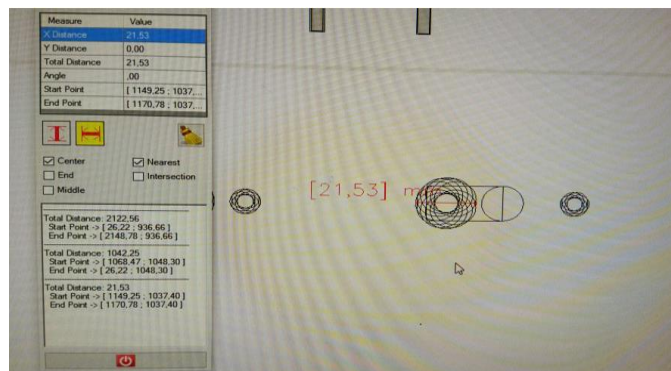 Measure Value
X Distance 21,53
Y Distance 0,00
Total Distance 21,53
Angle ,00
Start Point [ 1149,25 ; 1037,...
End Point [ 1170,78 ; 1037,...
Center Nearest
End Intersection
Middle
[21,53]
Total Distance: 2122,56
Start Point -> [ 26,22 ; 936,66 ]
End Point -> [ 2148,78 ; 936,66 ]
Total Distance: 1042,25
Start Point -> [ 1068,47 ; 1048,30 ]
End Point -> [ 26,22 ; 1048,30 ]
Total Distance: 21,53
Start Point -> [ 1149,25 ; 1037,40 ]
End Point -> [ 1170,78 ; 1037,40 ]